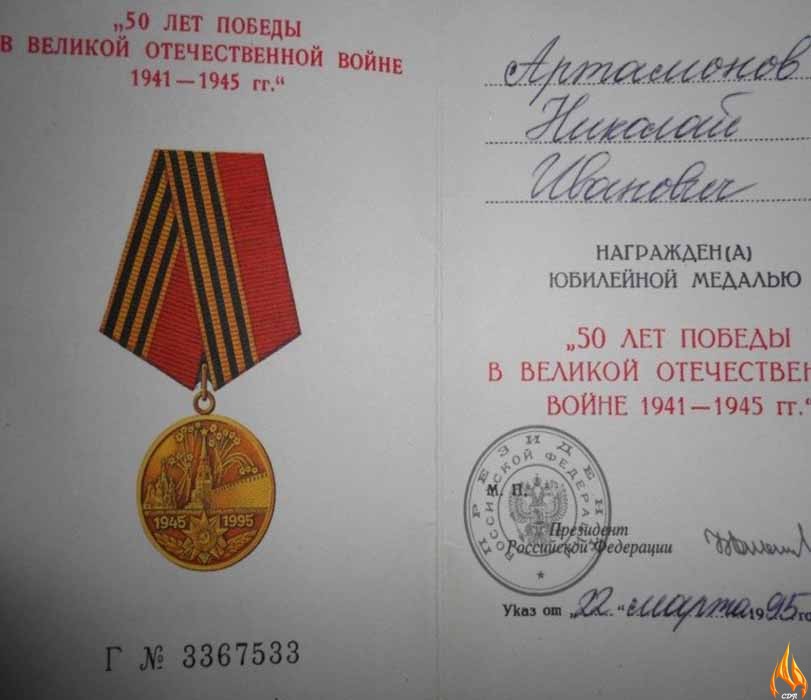 „50 ЛЕТ ПОБЕДЫ
В ВЕЛИКОЙ ОТЕЧЕСТВЕННОЙ ВОЙНЕ
1941—1945 гг.“
1945 1995
Г № 3367533
Артамонов
Николай
Иванович
НАГРАЖДЕН(А)
ЮБИЛЕЙНОЙ МЕДАЛЬЮ
„50 ЛЕТ ПОБЕДЫ
В ВЕЛИКОЙ ОТЕЧЕСТВЕН
ВОЙНЕ 1941—1945 гг.“
ПРЕЗИДЕНТ
РОССИЙСКОЙ ФЕДЕРАЦИИ
М. П.
Президент
Российской Федерации
Указ от „22“ марта 1995 го
CDR